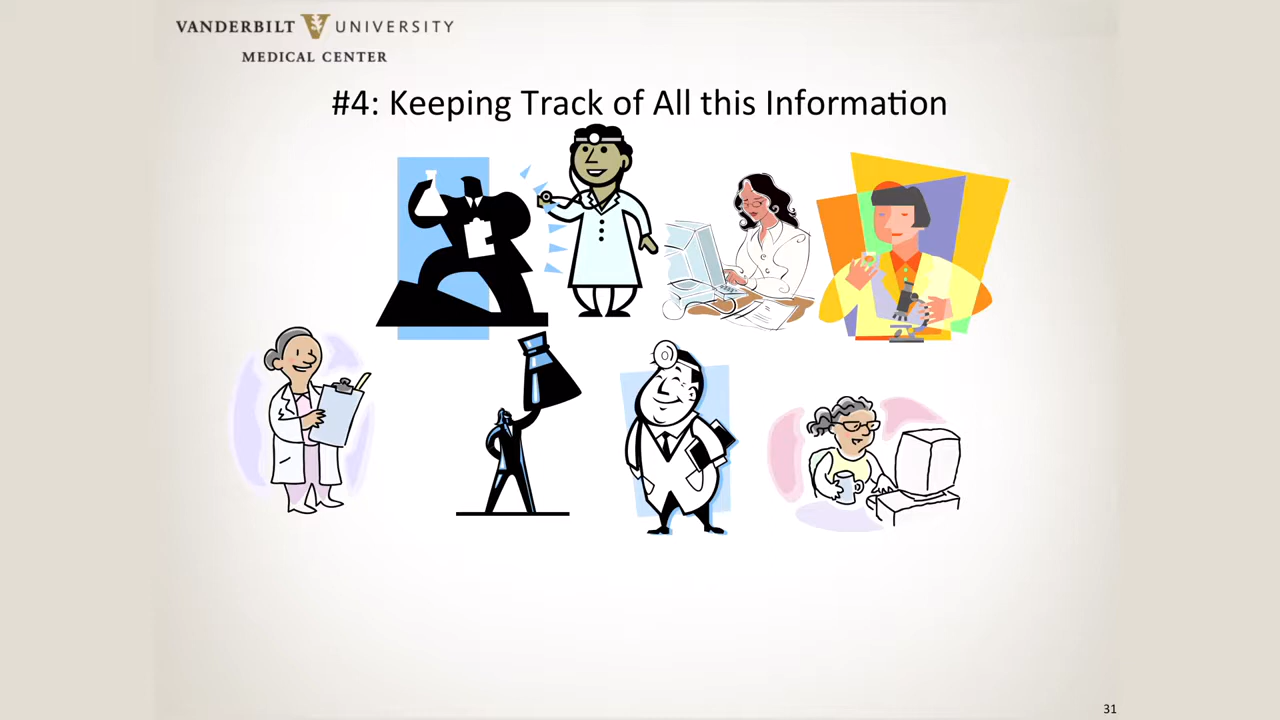 VANDERBILT UNIVERSITY
MEDICAL CENTER
#4: Keeping Track of All this Information
31